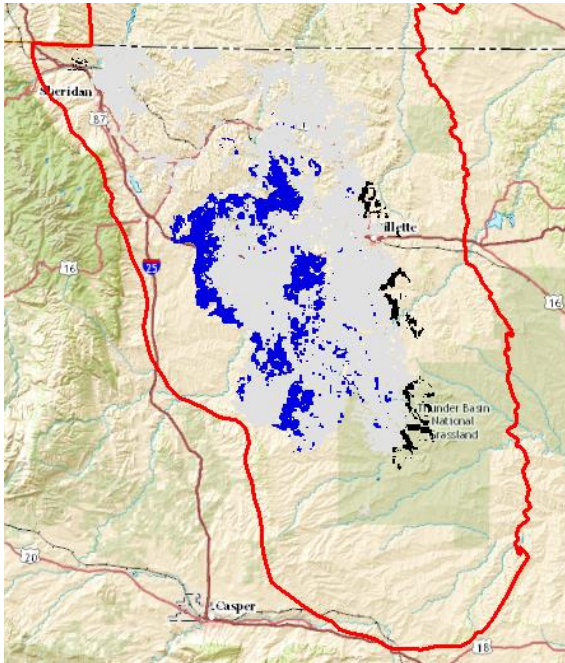 Sheridan
87
illette
16
25
16
Thunder Basin
National
Grassland
20
Casper
18